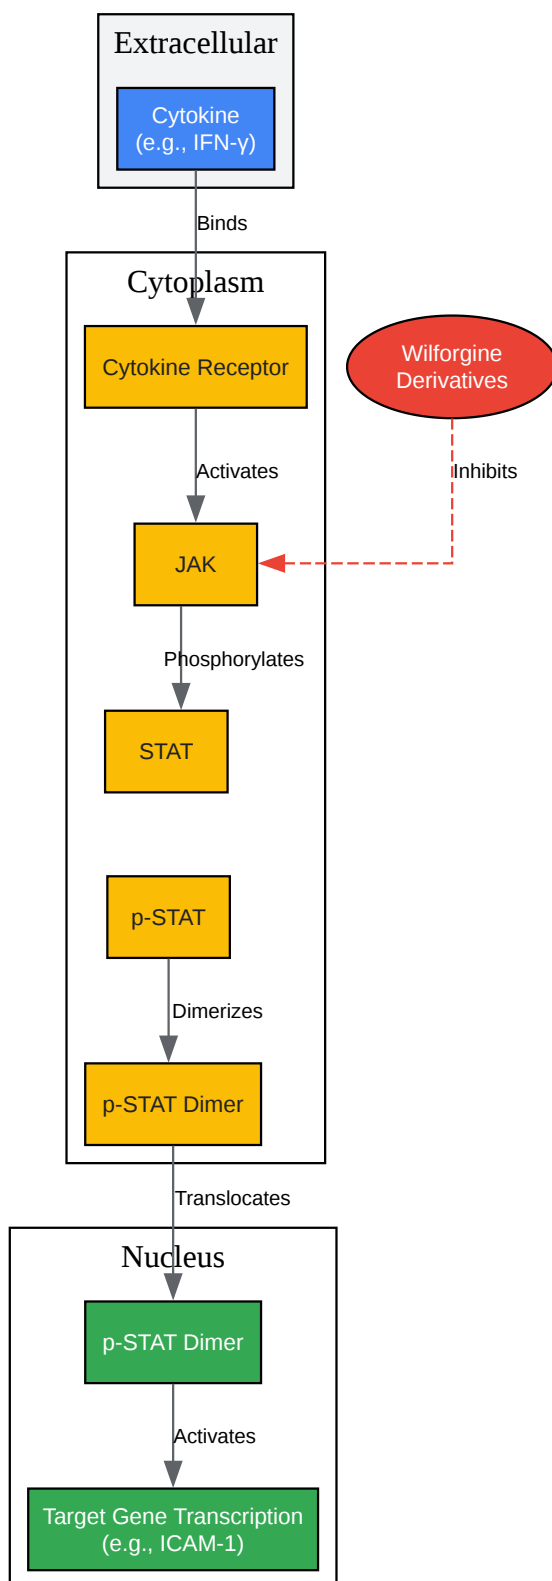 Extracellular
Cytokine
(e.g., IFN-γ)
Binds
Cytoplasm
Cytokine Receptor
Wilforgine
Derivatives
Activates
Inhibits
JAK
Phosphorylates
STAT
p-STAT
Dimerizes
p-STAT Dimer
Translocates
Nucleus
p-STAT Dimer
Activates
Target Gene Transcription
(e.g., ICAM-1)